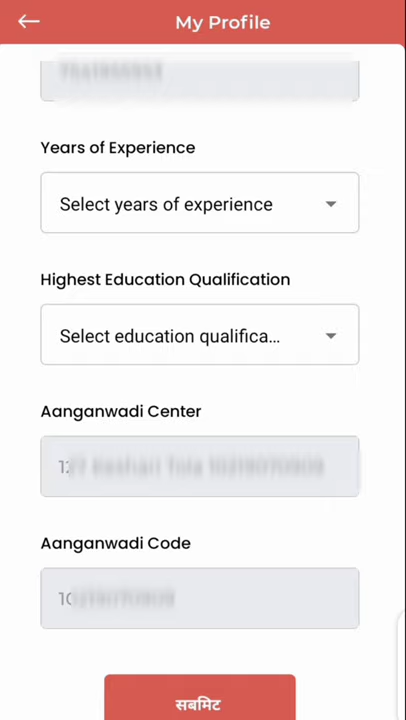 My Profile
Years of Experience
Select years of experience
Highest Education Qualification
Select education qualifica...
Aanganwadi Center
Aanganwadi Code
सबमिट